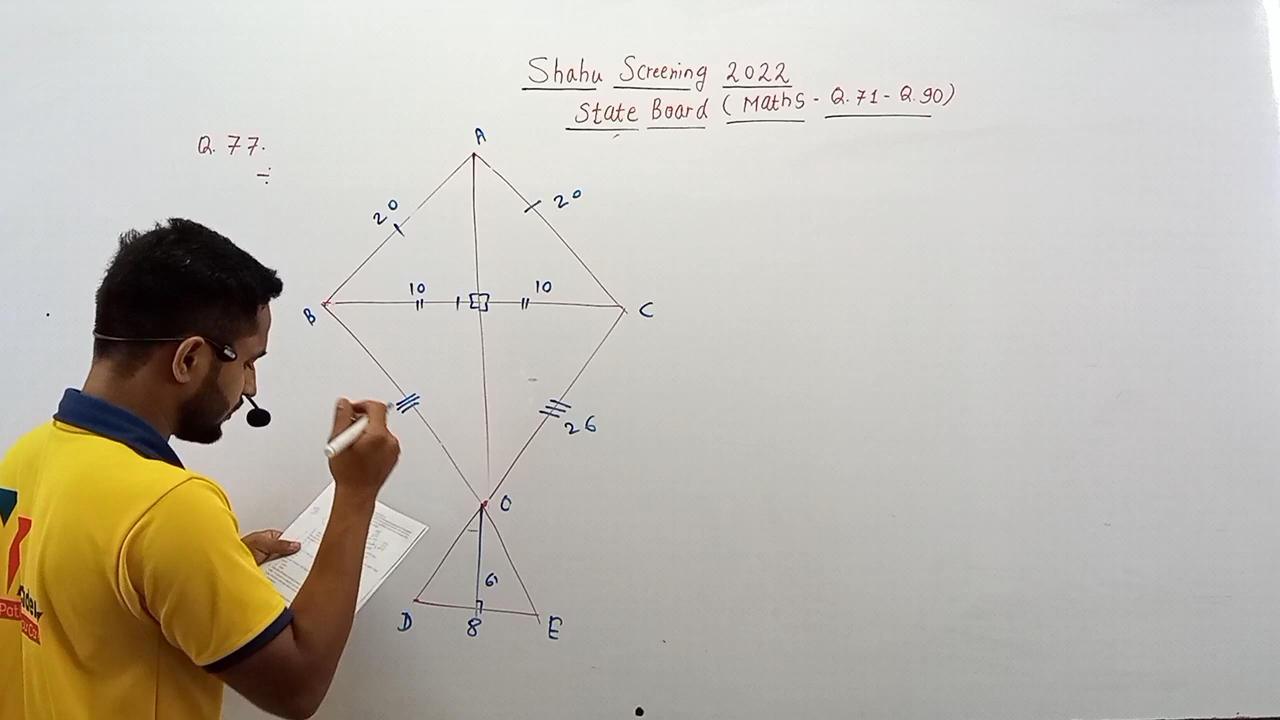 Shahu Screening 2022
State Board (Maths - Q.71 - Q.90)
Q. 77.
A
20
20
10
10
B
C
26
O
6
D
8
E